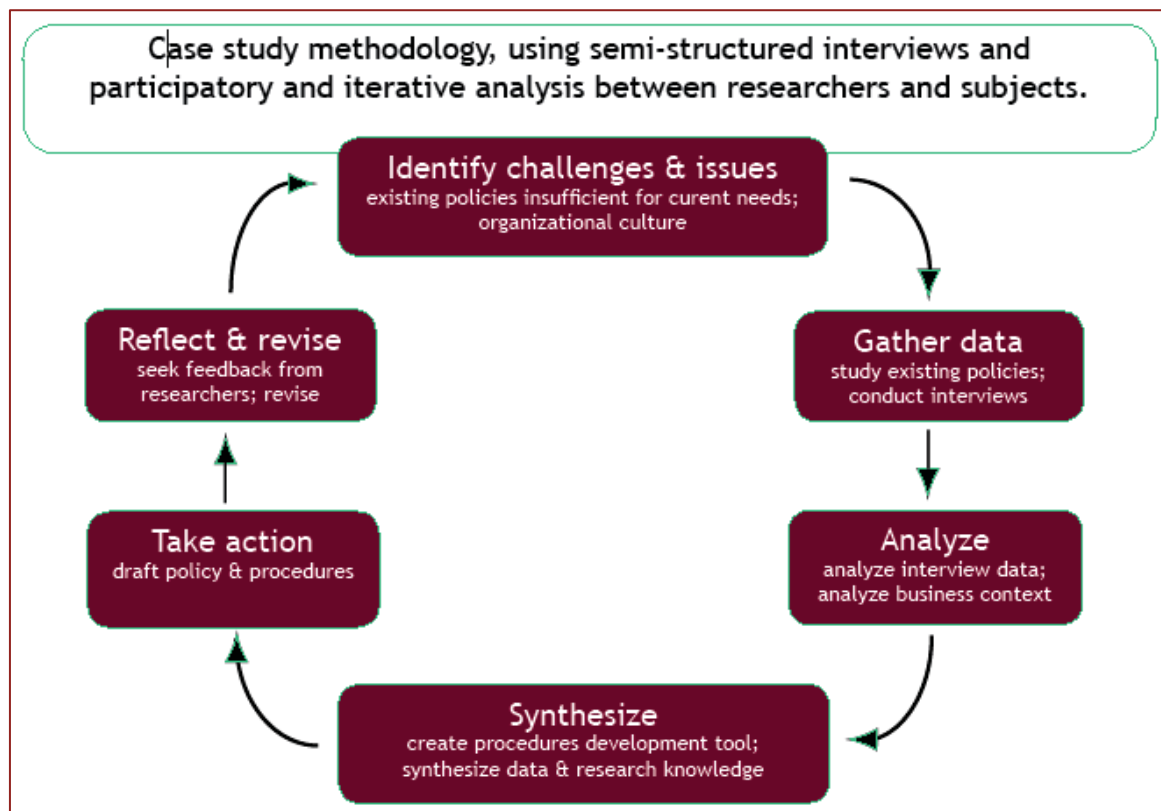 Case study methodology, using semi-structured interviews and
participatory and iterative analysis between researchers and subjects.
Identify challenges & issues
existing policies insufficient for curent needs;
organizational culture
Gather data
study existing policies;
conduct interviews
Analyze
analyze interview data;
analyze business context
Synthesize
create procedures development tool;
synthesize data & research knowledge
Take action
draft policy & procedures
Reflect & revise
seek feedback from
researchers; revise